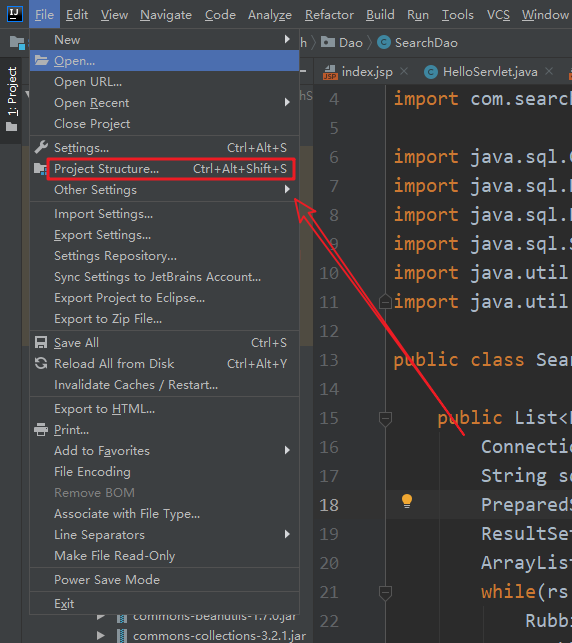 File Edit View Navigate Code Analyze Refactor Build Run Tools VCS Window
New
Dao SearchDao
Open...
Open URL...
index.jsp HelloServlet.java
Open Recent
Close Project
Settings... Ctrl+Alt+S
Project Structure... Ctrl+Alt+Shift+S
Other Settings
Import Settings...
Export Settings...
Settings Repository...
Sync Settings to JetBrains Account...
Export Project to Eclipse...
Export to Zip File...
Save All Ctrl+S
Reload All from Disk Ctrl+Alt+Y
Invalidate Caches / Restart...
Export to HTML...
Print...
Add to Favorites
File Encoding
Remove BOM
Associate with File Type...
Line Separators
Make File Read-Only
Power Save Mode
Exit
commons-beanutils-1.7.0.jar
commons-collections-3.2.1.jar
1: Project
4 import com.search
5
6 import java.sql.
7 import java.sql.
8 import java.sql.
9 import java.sql.
10 import java.util
11 import java.util
12
13 public class Sear
14
15 public List<
16 Connectio
17 String s
18 Prepared
19 ResultSet
20 ArrayList
21 while(rs
22 Rubbi